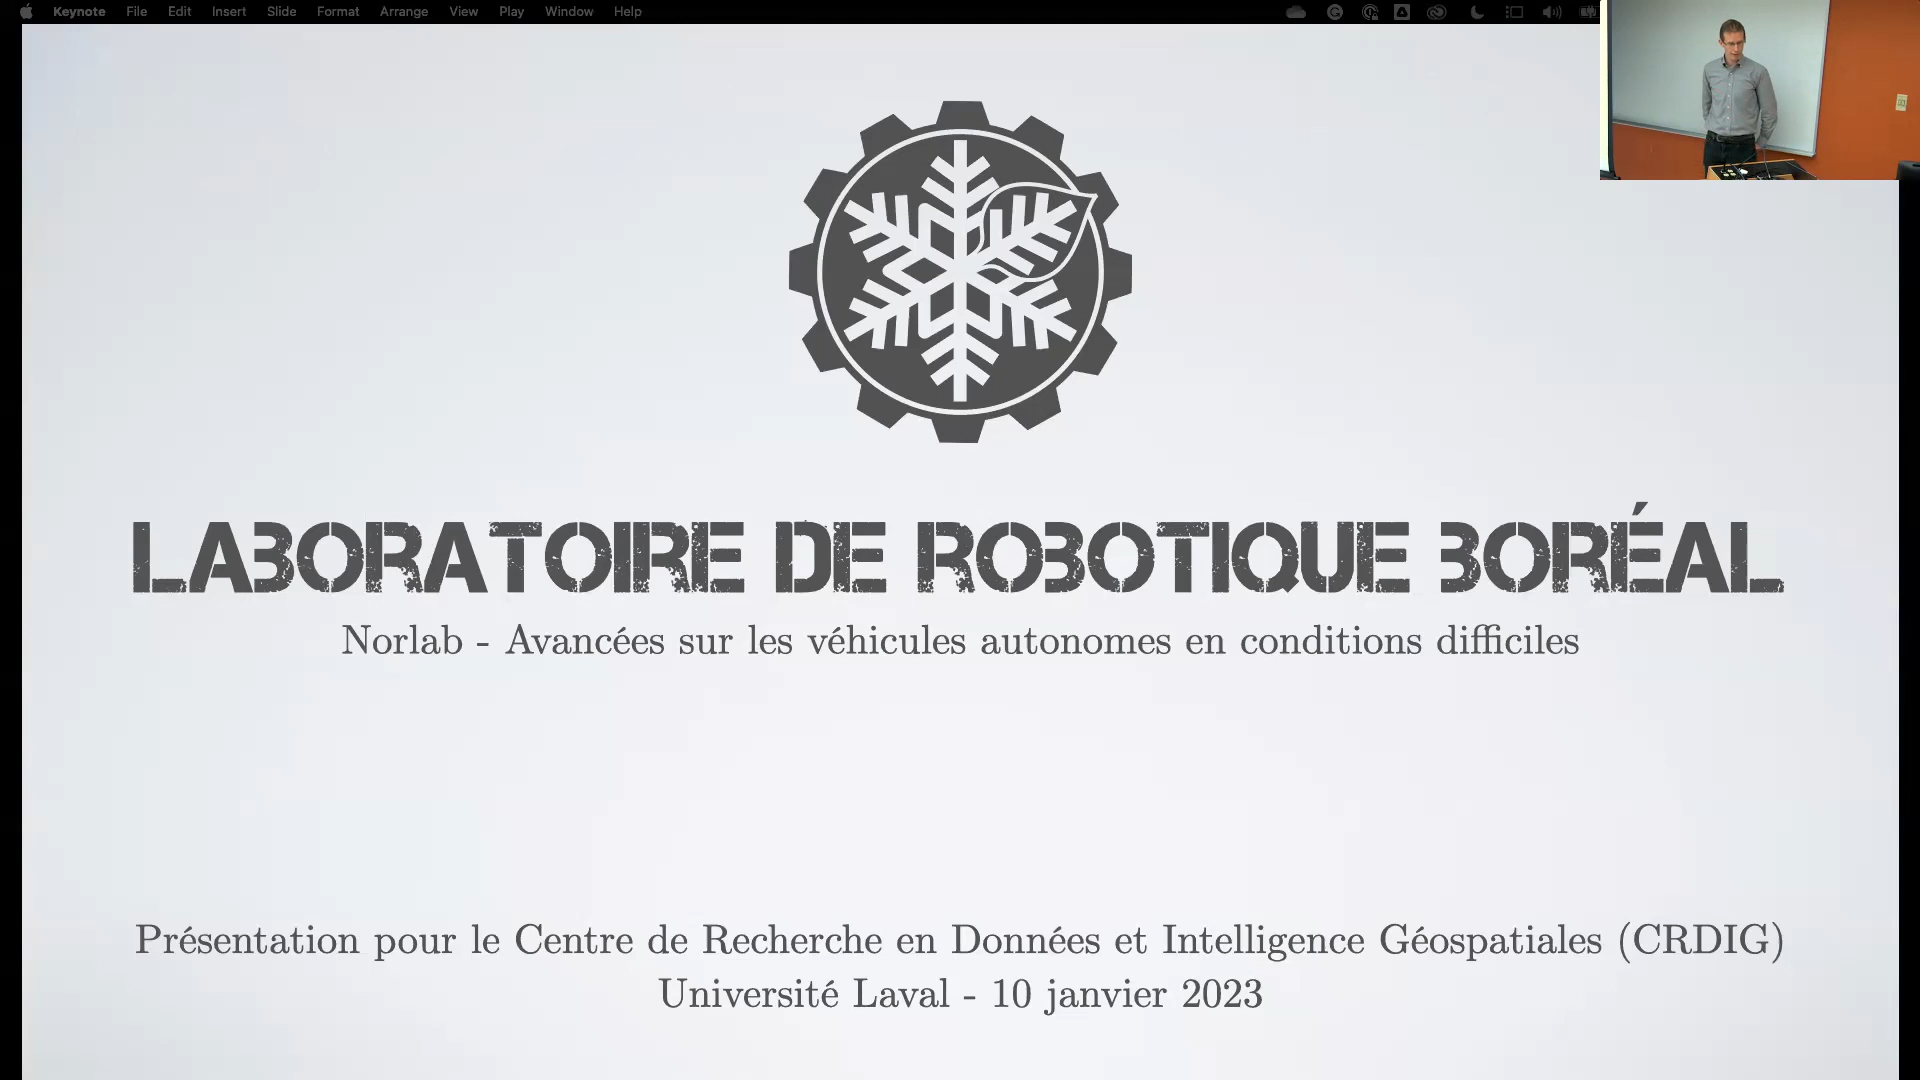 Keynote File Edit Insert Slide Format Arrange View Play Window Help
LABORATOIRE DE ROBOTIQUE BORÉAL
Norlab - Avancées sur les véhicules autonomes en conditions difficiles
Présentation pour le Centre de Recherche en Données et Intelligence Géospatiales (CRDIG)
Université Laval - 10 janvier 2023